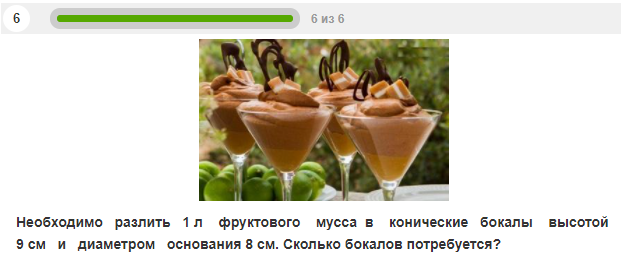 6
6 из 6
Необходимо разлить 1 л фруктового мусса в конические бокалы высотой
9 см и диаметром основания 8 см. Сколько бокалов потребуется?